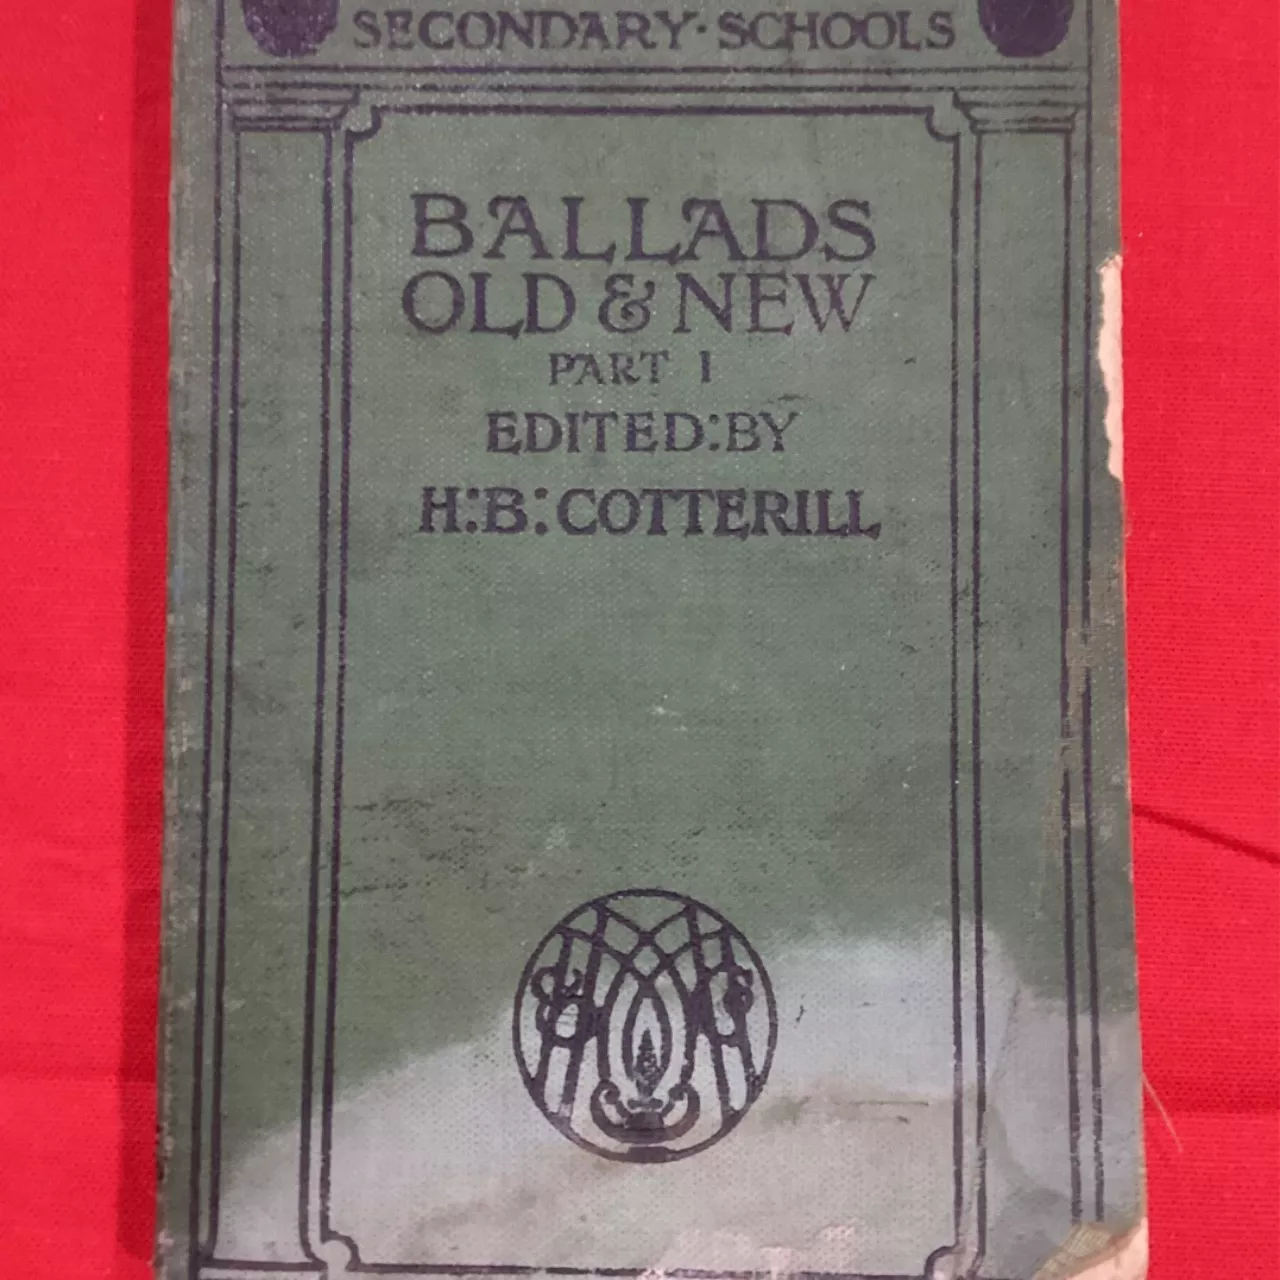 SECONDARY·SCHOOLS
BALLADS
OLD & NEW
PART I
EDITED:BY
H:B:COTTERILL